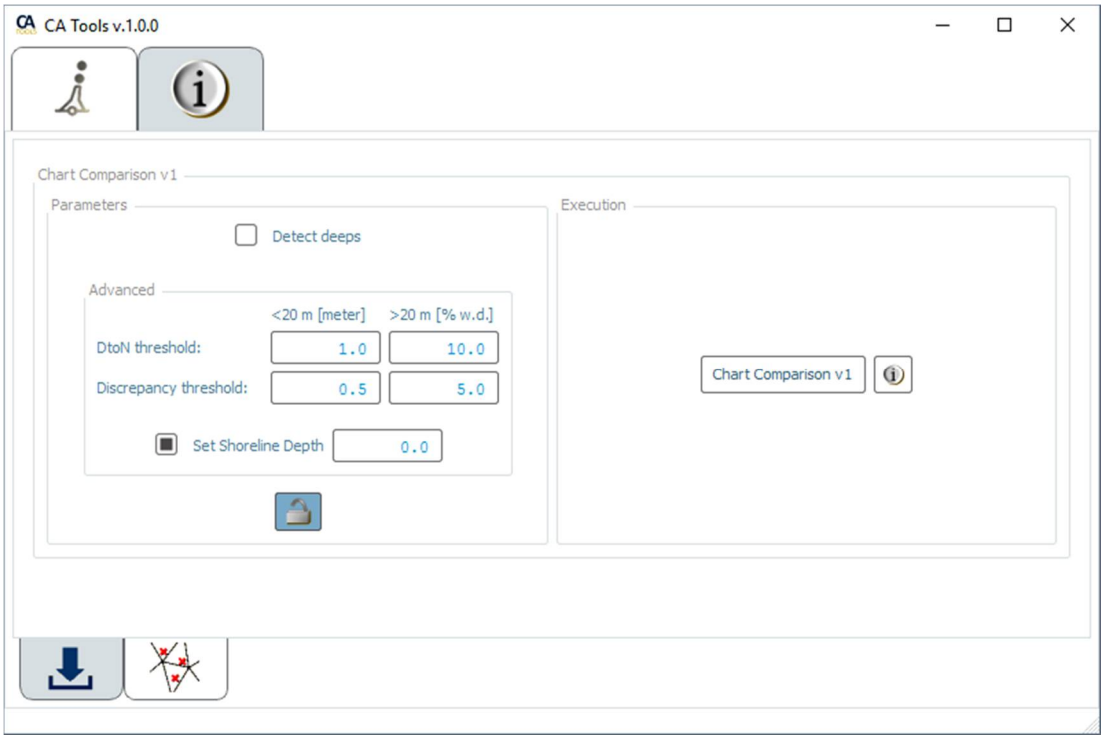 CA
TOOLS
CA Tools v.1.0.0
i
Chart Comparison v1
Parameters
Detect deeps
Advanced
<20 m [meter] >20 m [% w.d.]
DtoN threshold: 1.0 10.0
Discrepancy threshold: 0.5 5.0
Set Shoreline Depth 0.0
Execution
Chart Comparison v1 i